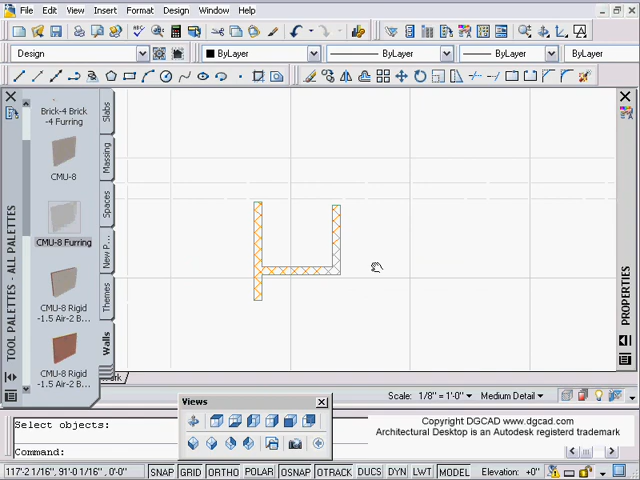 File Edit View Insert Format Design Window Help
Design
ByLayer
ByLayer
ByLayer
ByLayer
TOOL PALETTES - ALL PALETTES
Brick-4 Brick
-4 Furring
CMU-8
CMU-8 Furring
CMU-8 Rigid
-1.5 Air-2 B...
CMU-8 Rigid
-1.5 Air-2 B...
Slabs
Massing
Spaces
New P...
Themes
Walls
PROPERTIES
Scale: 1/8" = 1'-0"
Medium Detail
Views
Select objects:
Command:
Copyright DGCAD www.dgcad.com
Architectural Desktop is an Autodesk registerd trademark
117'-2 1/16", 91'-0 1/16" , 0'-0"
SNAP GRID ORTHO POLAR OSNAP OTRACK DUCS DYN LWT MODEL
Elevation: +0"